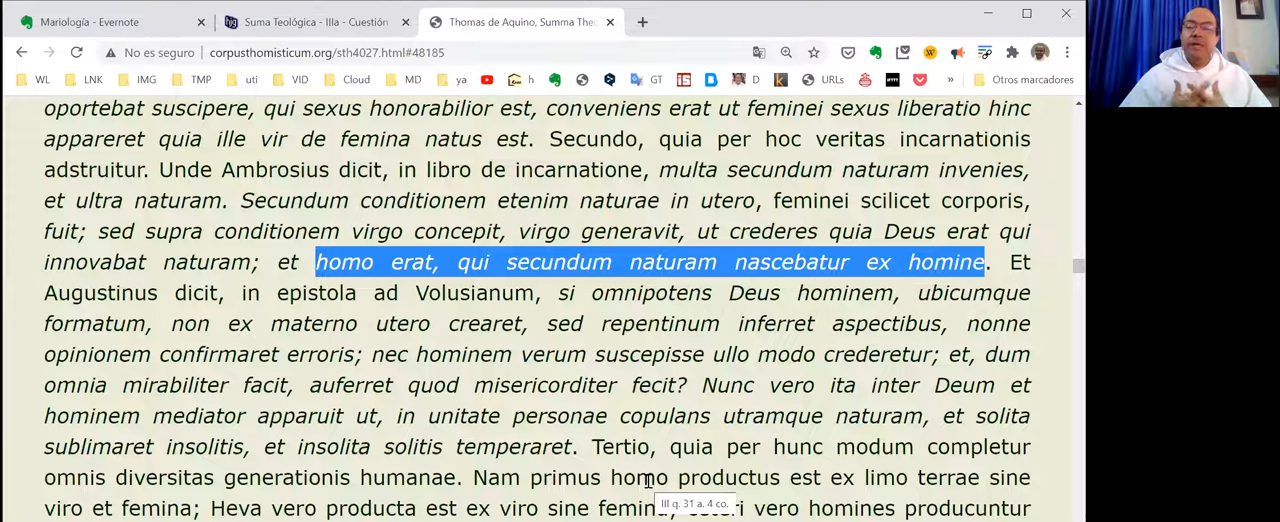 Mariología - Evernote
Suma Teológica - IIIa - Cuestión
Thomas de Aquino, Summa Theo
No es seguro | corpusthomisticum.org/sth4027.html#48185
WL LNK IMG TMP uti VID Cloud MD ya h GT D URLs » Otros marcadores
oportebat suscipere, qui sexus honorabilior est, conveniens erat ut feminei sexus liberatio hinc
appareret quia ille vir de femina natus est. Secundo, quia per hoc veritas incarnationis
adstruitur. Unde Ambrosius dicit, in libro de incarnatione, multa secundum naturam invenies,
et ultra naturam. Secundum conditionem etenim naturae in utero, feminei scilicet corporis,
fuit; sed supra conditionem virgo concepit, virgo generavit, ut crederes quia Deus erat qui
innovabat naturam; et homo erat, qui secundum naturam nascebatur ex homine. Et
Augustinus dicit, in epistola ad Volusianum, si omnipotens Deus hominem, ubicumque
formatum, non ex materno utero crearet, sed repentinum inferret aspectibus, nonne
opinionem confirmaret erroris; nec hominem verum suscepisse ullo modo crederetur; et, dum
omnia mirabiliter facit, auferret quod misericorditer fecit? Nunc vero ita inter Deum et
hominem mediator apparuit ut, in unitate personae copulans utramque naturam, et solita
sublimaret insolitis, et insolita solitis temperaret. Tertio, quia per hunc modum completur
omnis diversitas generationis humanae. Nam primus homo productus est ex limo terrae sine
III q. 31 a. 4 co.
viro et femina; Heva vero producta est ex viro sine femina; ceteri vero homines producuntur